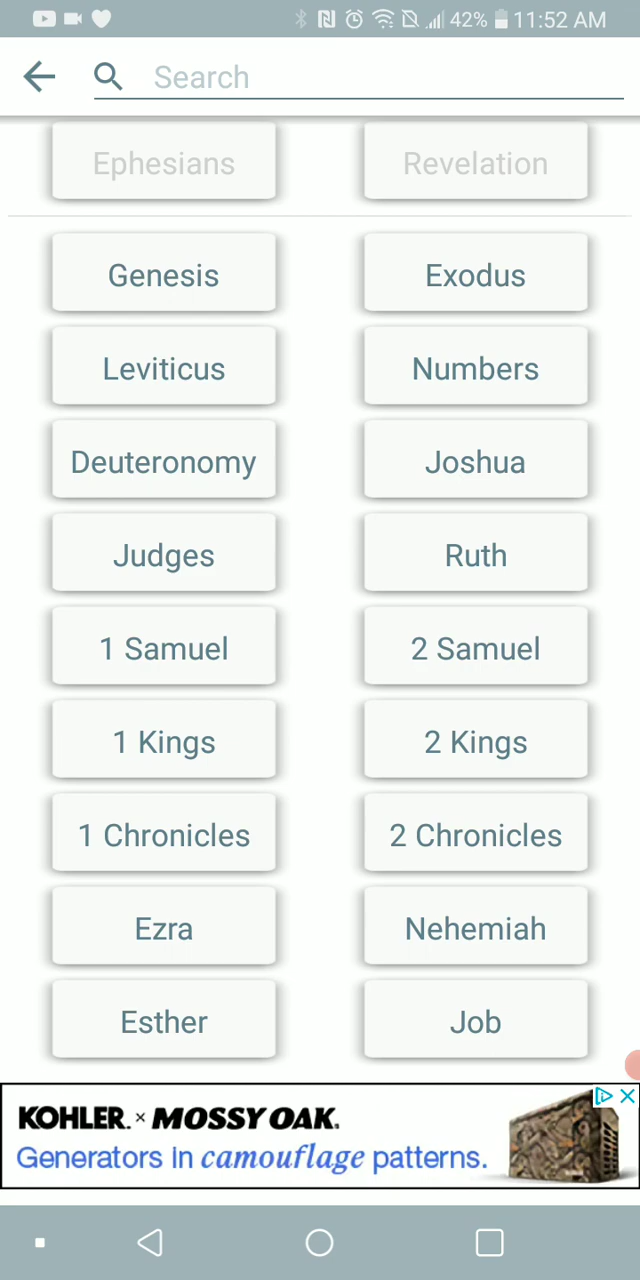 42% 11:52 AM
Search
Ephesians Revelation
Genesis Exodus
Leviticus Numbers
Deuteronomy Joshua
Judges Ruth
1 Samuel 2 Samuel
1 Kings 2 Kings
1 Chronicles 2 Chronicles
Ezra Nehemiah
Esther Job
KOHLER. × MOSSY OAK.
Generators in camouflage patterns.